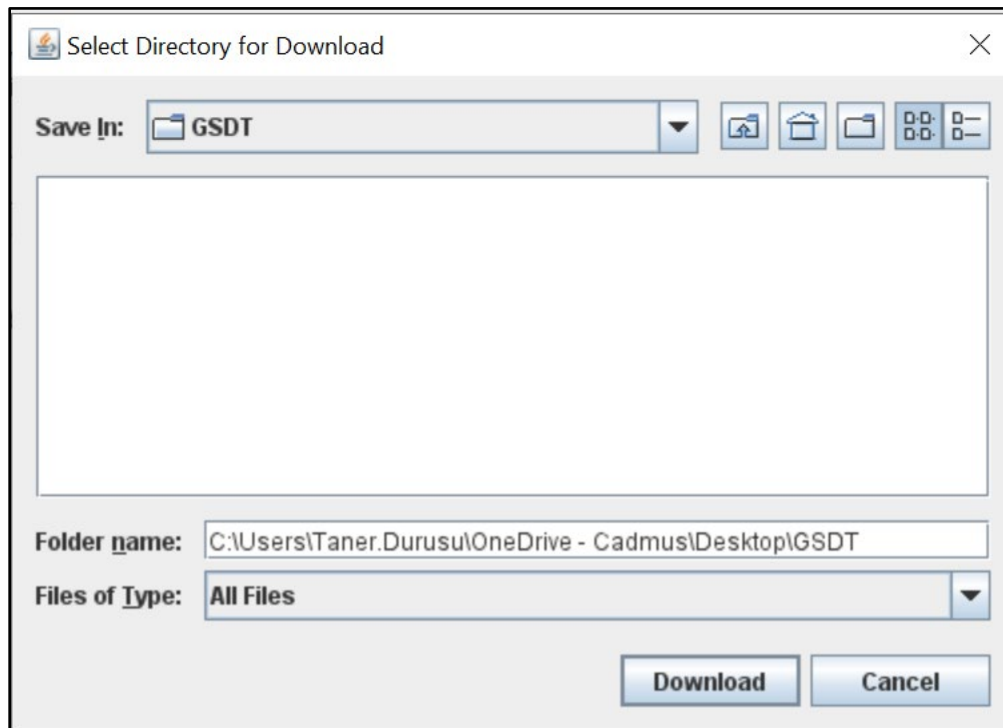 Select Directory for Download
Save In: GSDT
Folder name: C:\Users\Taner.Durusu\OneDrive - Cadmus\Desktop\GSDT
Files of Type: All Files
Download Cancel